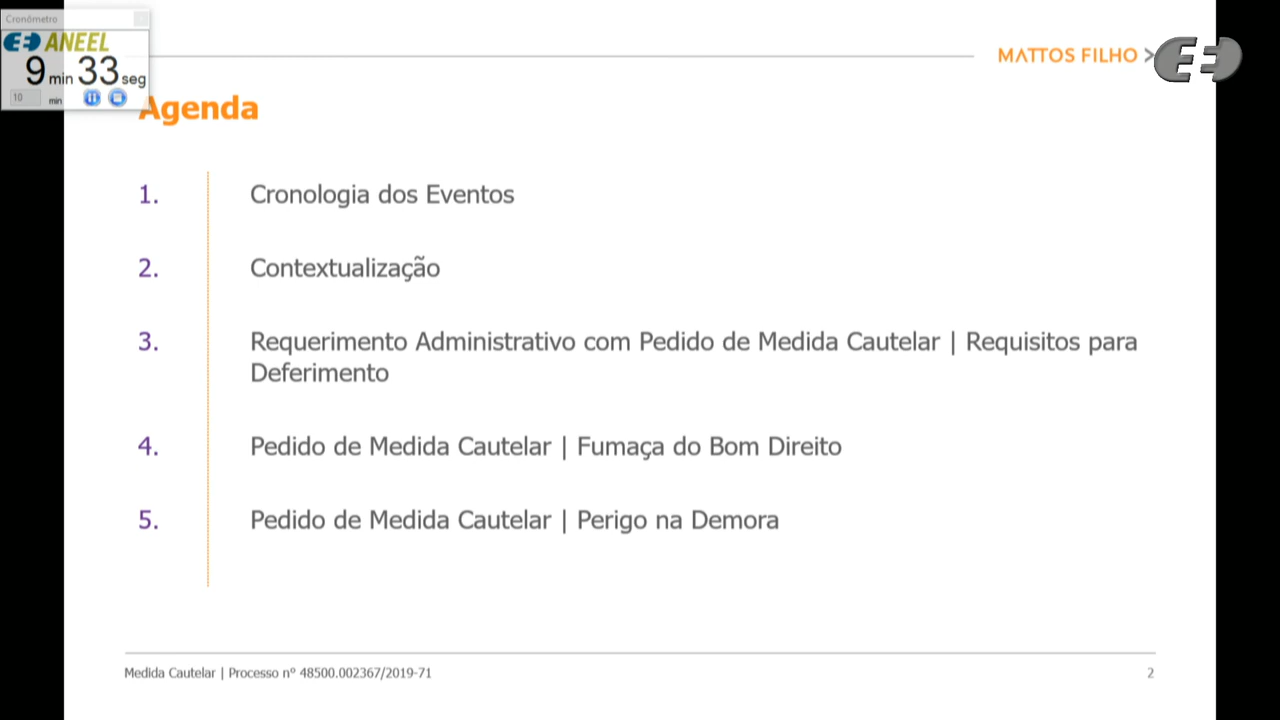 Cronômetro
ANEEL
9 min 33 seg
10 min
MATTOS FILHO >
Agenda
1. Cronologia dos Eventos
2. Contextualização
3. Requerimento Administrativo com Pedido de Medida Cautelar | Requisitos para
Deferimento
4. Pedido de Medida Cautelar | Fumaça do Bom Direito
5. Pedido de Medida Cautelar | Perigo na Demora
Medida Cautelar | Processo nº 48500.002367/2019-71
2